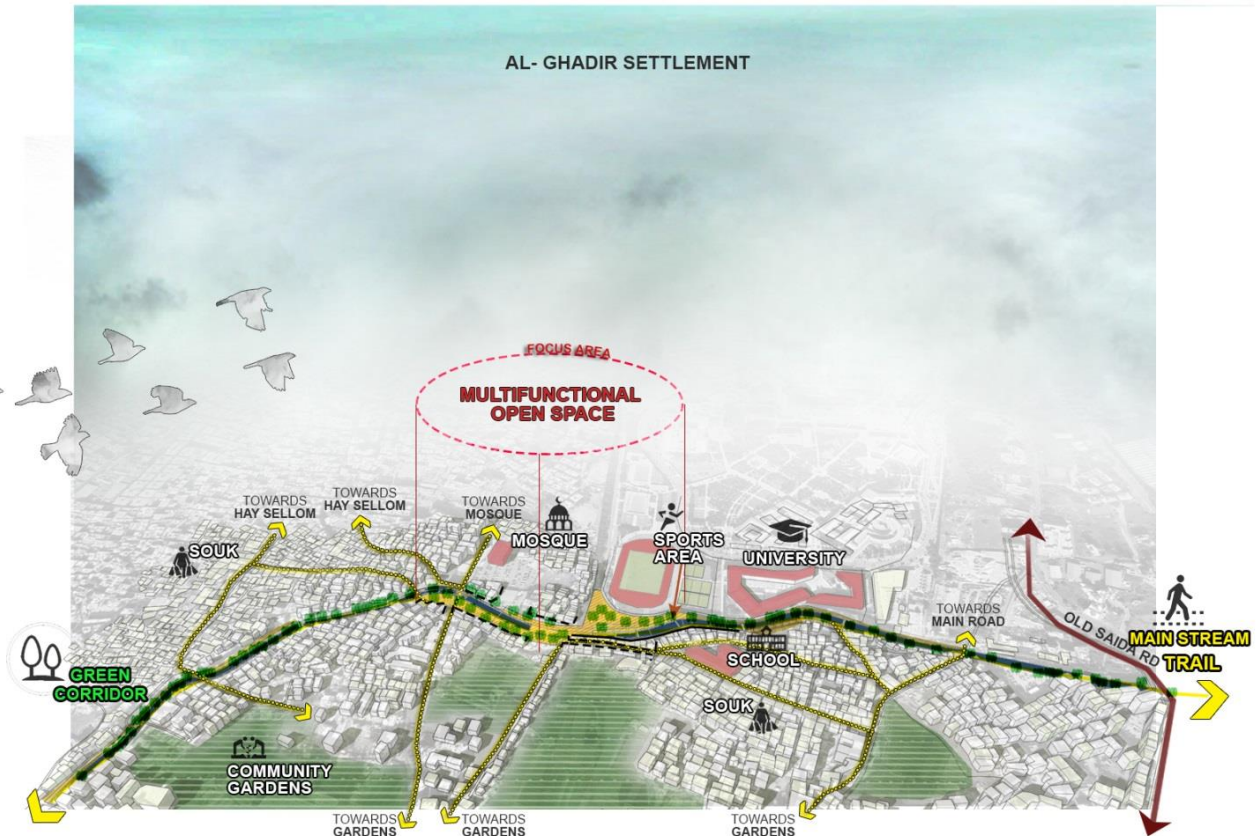 AL- GHADIR SETTLEMENT
FOCUS AREA
MULTIFUNCTIONAL
OPEN SPACE
TOWARDS
HAY SELLOM
TOWARDS
HAY SELLOM
TOWARDS
MOSQUE
SOUK
MOSQUE
SPORTS
AREA
UNIVERSITY
TOWARDS
MAIN ROAD
OLD SAIDA RD
MAIN STREAM
TRAIL
GREEN
CORRIDOR
SCHOOL
SOUK
COMMUNITY
GARDENS
TOWARDS
GARDENS
TOWARDS
GARDENS
TOWARDS
GARDENS